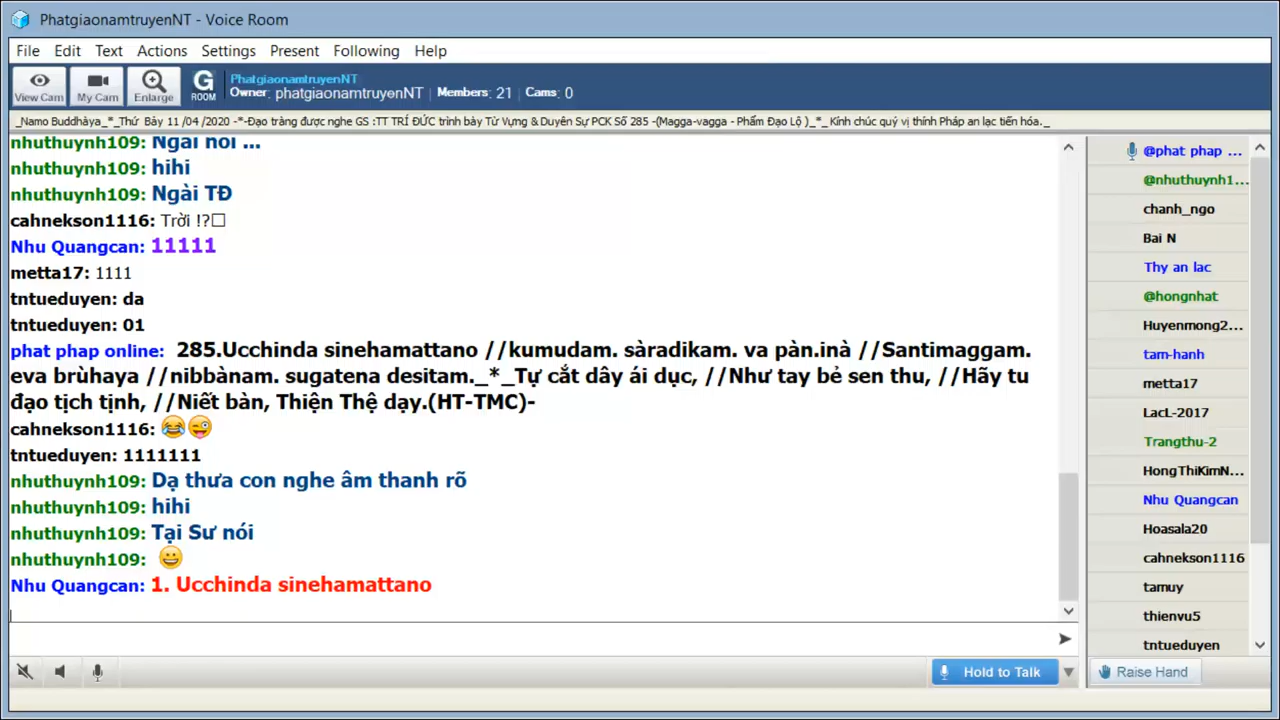 PhatgiaonamtruyenNT - Voice Room
File Edit Text Actions Settings Present Following Help
View Cam My Cam Enlarge G ROOM
PhatgiaonamtruyenNT
Owner: phatgiaonamtruyenNT | Members: 21 | Cams: 0
_Namo Buddhàya_*_Thứ Bảy 11 /04 /2020 -*-Đạo tràng được nghe GS :TT TRÍ ĐỨC trình bày Từ Vựng & Duyên Sự PCK Số 285 -(Magga-vagga - Phẩm Đạo Lộ )_*_ Kính chúc quý vị thính Pháp an lạc tiến hóa._
nhuthuynh109: Ngài nói ...
nhuthuynh109: hihi
nhuthuynh109: Ngài TĐ
cahnekson1116: Trời !?□
Nhu Quangcan: 11111
metta17: 1111
tntueduyen: da
tntueduyen: 01
phat phap online: 285.Ucchinda sinehamattano //kumudam. sàradikam. va pàn.inà //Santimaggam.
eva brùhaya //nibbànam. sugatena desitam._*_Tự cắt dây ái dục, //Như tay bẻ sen thu, //Hãy tu
đạo tịch tịnh, //Niết bàn, Thiện Thệ dạy.(HT-TMC)-
cahnekson1116: 😂😜
tntueduyen: 1111111
nhuthuynh109: Dạ thưa con nghe âm thanh rõ
nhuthuynh109: hihi
nhuthuynh109: Tại Sư nói
nhuthuynh109: 😀
Nhu Quangcan: 1. Ucchinda sinehamattano
@phat phap ...
@nhuthuynh1...
chanh_ngo
Bai N
Thy an lac
@hongnhat
Huyenmong2...
tam-hanh
metta17
LacL-2017
Trangthu-2
HongThiKimN...
Nhu Quangcan
Hoasala20
cahnekson1116
tamuy
thienvu5
tntueduyen
Hold to Talk
Raise Hand